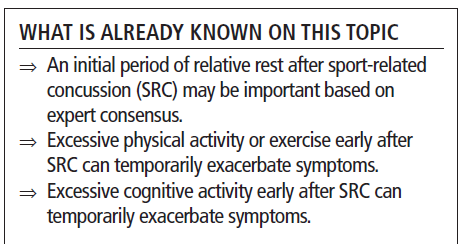 WHAT IS ALREADY KNOWN ON THIS TOPIC
⇒ An initial period of relative rest after sport-related
concussion (SRC) may be important based on
expert consensus.
⇒ Excessive physical activity or exercise early after
SRC can temporarily exacerbate symptoms.
⇒ Excessive cognitive activity early after SRC can
temporarily exacerbate symptoms.